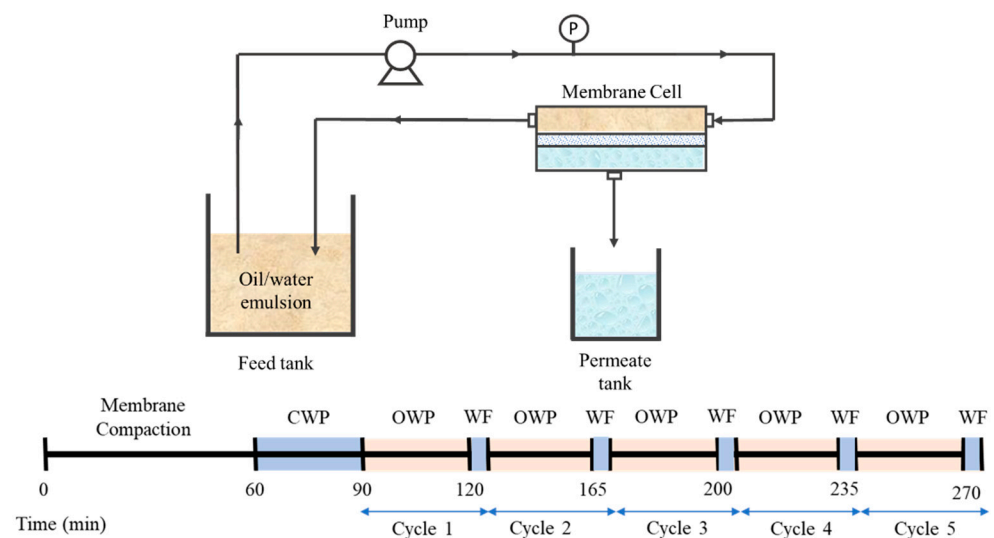 Pump
P
Membrane Cell
Oil/water
emulsion
Feed tank
Permeate
tank
Membrane
Compaction
CWP
OWP
WF
OWP
WF
OWP
WF
OWP
WF
OWP
WF
0
60
90
120
165
200
235
270
Time (min)
Cycle 1
Cycle 2
Cycle 3
Cycle 4
Cycle 5